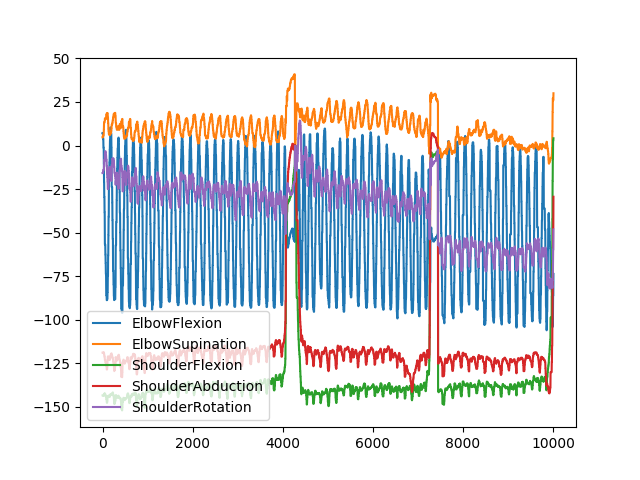 50
25
0
−25
−50
−75
−100
−125
−150
ElbowFlexion
ElbowSupination
ShoulderFlexion
ShoulderAbduction
ShoulderRotation
0 2000 4000 6000 8000 10000